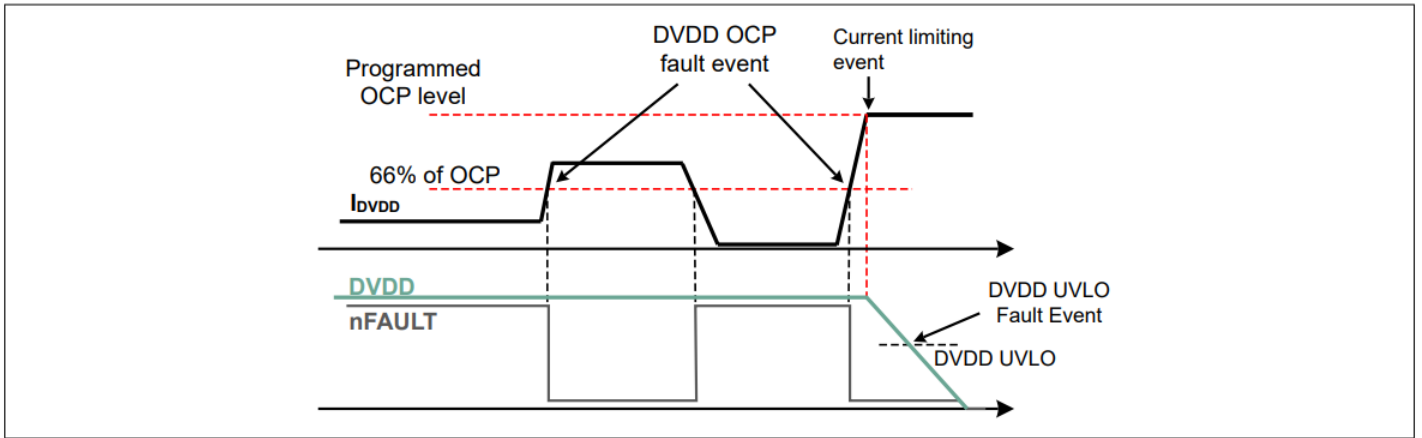 DVDD OCP
fault event
Current limiting
event
Programmed
OCP level
66% of OCP
IDVDD
DVDD
nFAULT
DVDD UVLO
Fault Event
DVDD UVLO